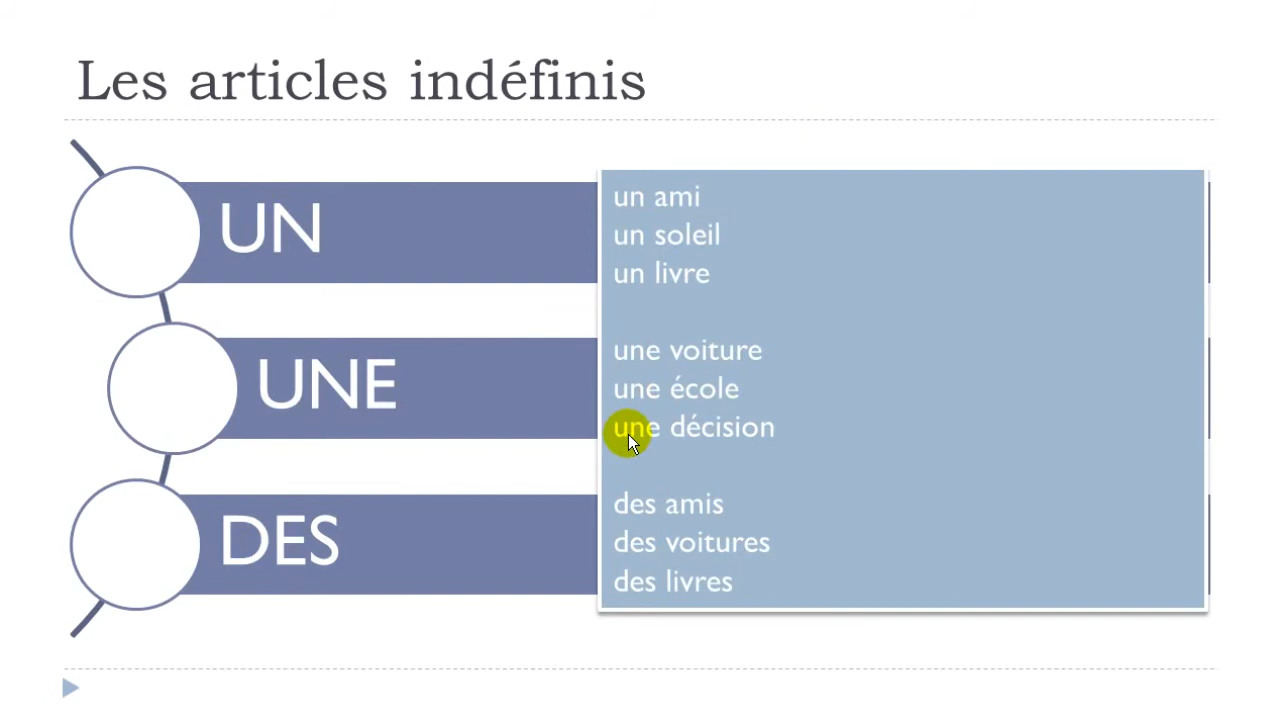 Les articles indéfinis
UN
un ami
un soleil
un livre
UNE
une voiture
une école
une décision
DES
des amis
des voitures
des livres